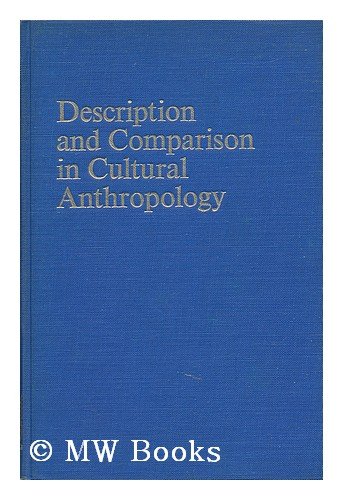 Description
and Comparison
in Cultural
Anthropology
© MW Books